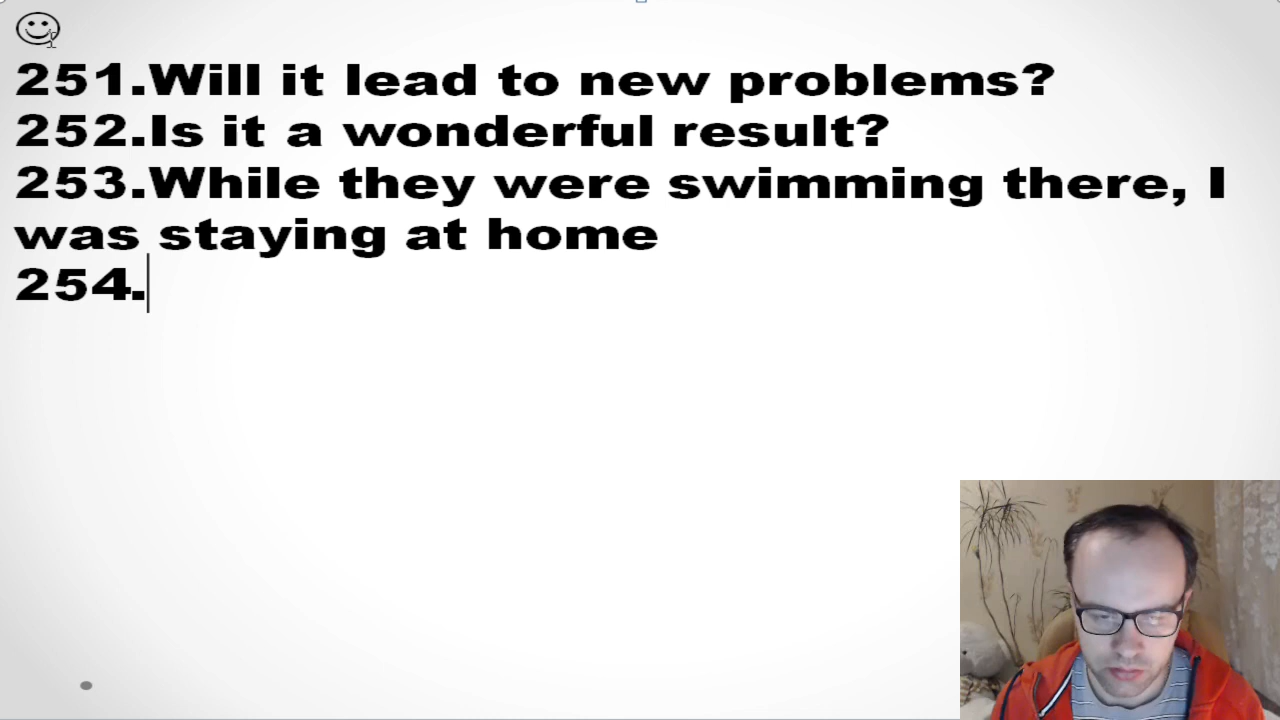 251.Will it lead to new problems?
252.Is it a wonderful result?
253.While they were swimming there, I
was staying at home
254.